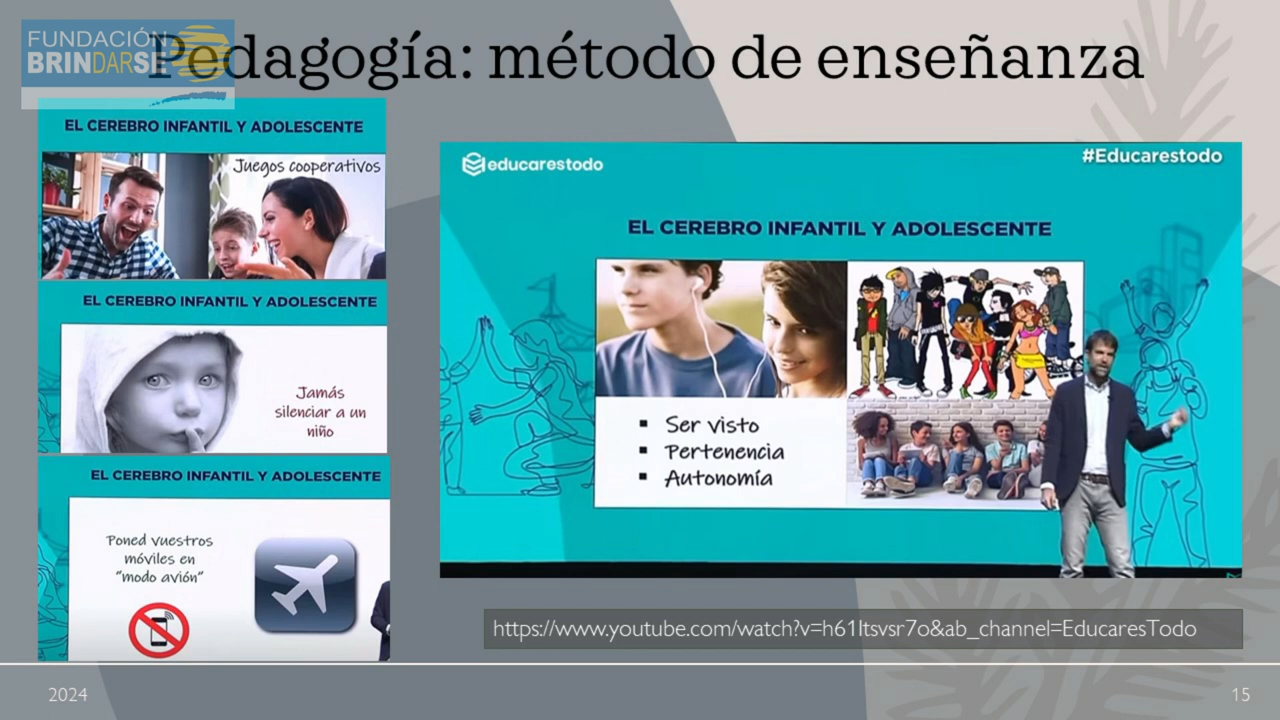 FUNDACIÓN
BRINDARSE
Pedagogía: método de enseñanza
EL CEREBRO INFANTIL Y ADOLESCENTE
Juegos cooperativos
EL CEREBRO INFANTIL Y ADOLESCENTE
Jamás
silenciar a un
niño
EL CEREBRO INFANTIL Y ADOLESCENTE
Poned vuestros
móviles en
"modo avión"
educarestodo
#Educarestodo
EL CEREBRO INFANTIL Y ADOLESCENTE
▪ Ser visto
▪ Pertenencia
▪ Autonomía
https://www.youtube.com/watch?v=h61Itsvsr7o&ab_channel=EducaresTodo
2024
15